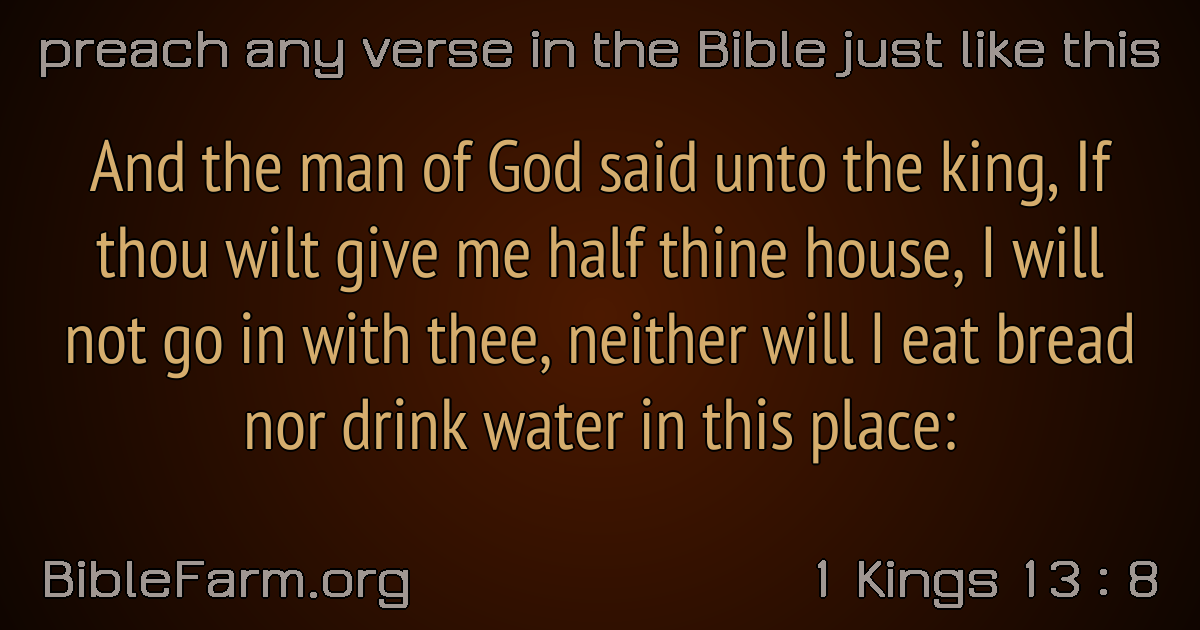 preach any verse in the Bible just like this
And the man of God said unto the king, If
thou wilt give me half thine house, I will
not go in with thee, neither will I eat bread
nor drink water in this place:
BibleFarm.org
1 Kings 13 : 8